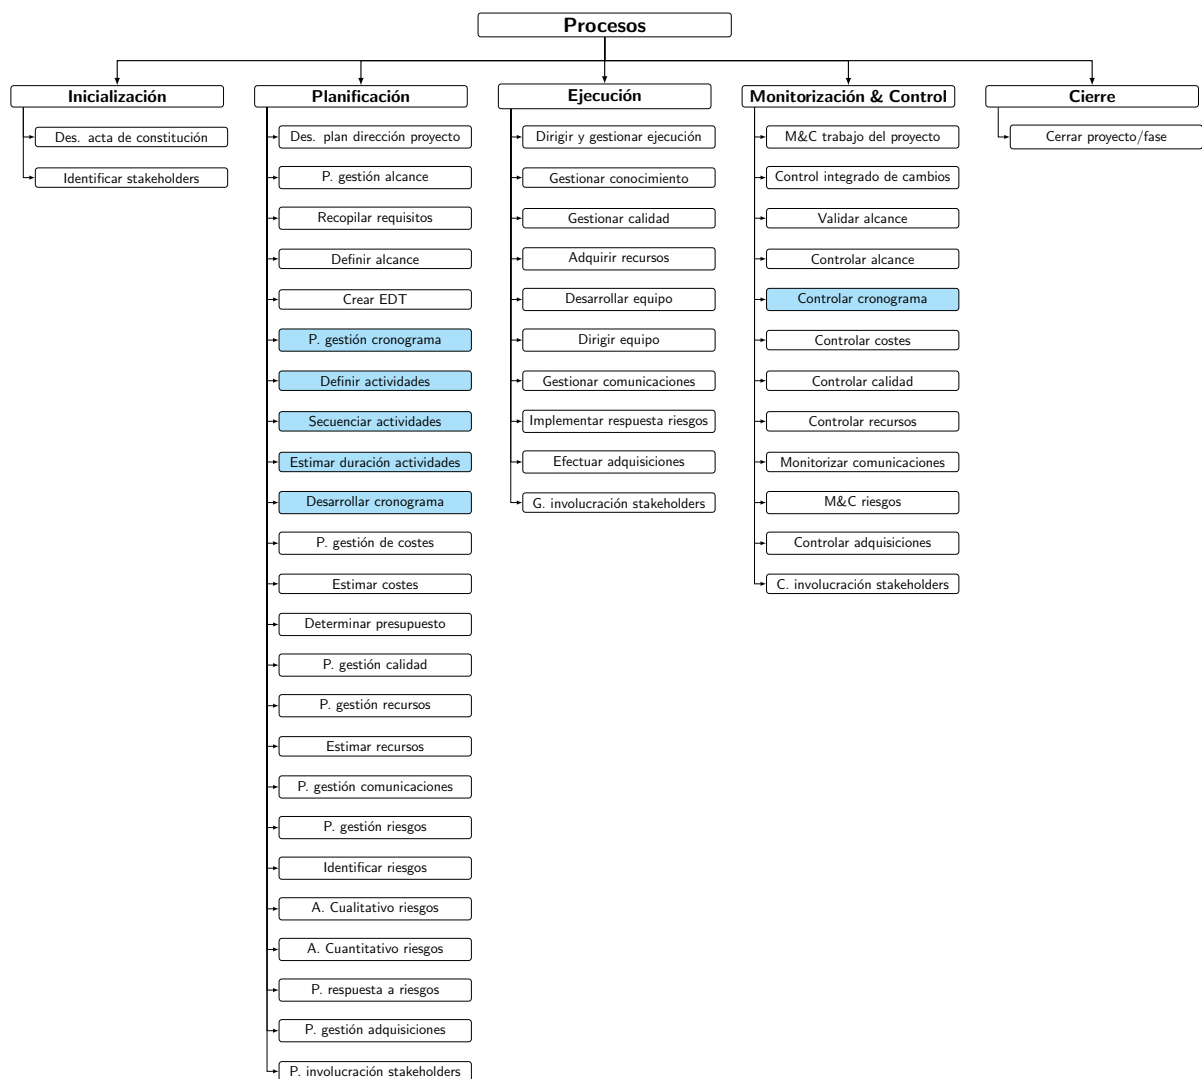 Procesos
Inicialización
Des. acta de constitución
Identificar stakeholders
Planificación
Des. plan dirección proyecto
P. gestión alcance
Recopilar requisitos
Definir alcance
Crear EDT
P. gestión cronograma
Definir actividades
Secuenciar actividades
Estimar duración actividades
Desarrollar cronograma
P. gestión de costes
Estimar costes
Determinar presupuesto
P. gestión calidad
P. gestión recursos
Estimar recursos
P. gestión comunicaciones
P. gestión riesgos
Identificar riesgos
A. Cualitativo riesgos
A. Cuantitativo riesgos
P. respuesta a riesgos
P. gestión adquisiciones
P. involucración stakeholders
Ejecución
Dirigir y gestionar ejecución
Gestionar conocimiento
Gestionar calidad
Adquirir recursos
Desarrollar equipo
Dirigir equipo
Gestionar comunicaciones
Implementar respuesta riesgos
Efectuar adquisiciones
G. involucración stakeholders
Monitorización & Control
M&C trabajo del proyecto
Control integrado de cambios
Validar alcance
Controlar alcance
Controlar cronograma
Controlar costes
Controlar calidad
Controlar recursos
Monitorizar comunicaciones
M&C riesgos
Controlar adquisiciones
C. involucración stakeholders
Cierre
Cerrar proyecto/fase